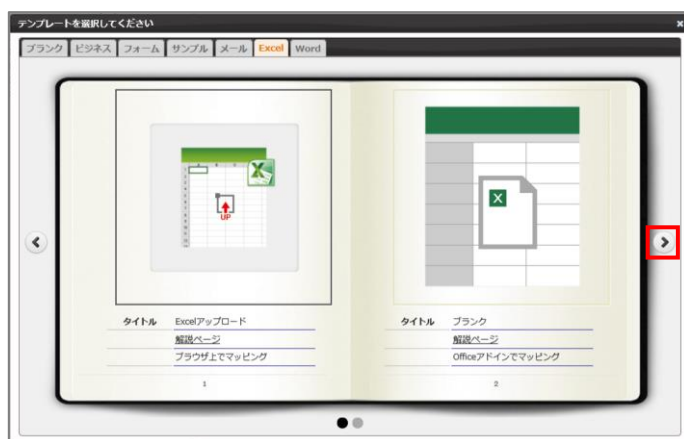 テンプレートを選択してください
ブランク ビジネス フォーム サンプル メール Excel Word
UP
タイトル Excelアップロード
解説ページ
ブラウザ上でマッピング
1
タイトル ブランク
解説ページ
Officeアドインでマッピング
2